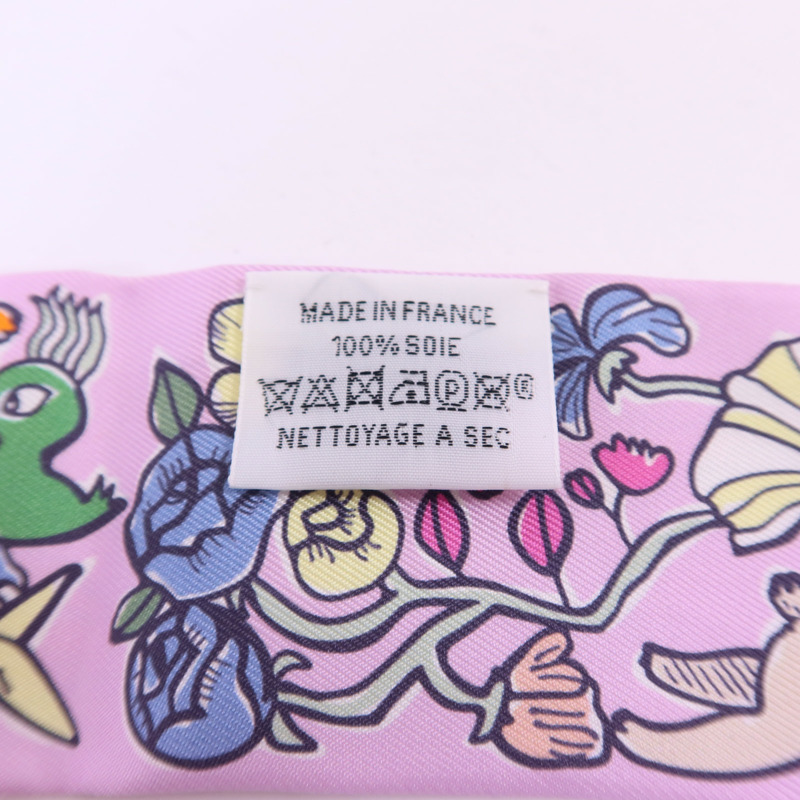 MADE IN FRANCE
100% SOIE
P ®
NETTOYAGE A SEC